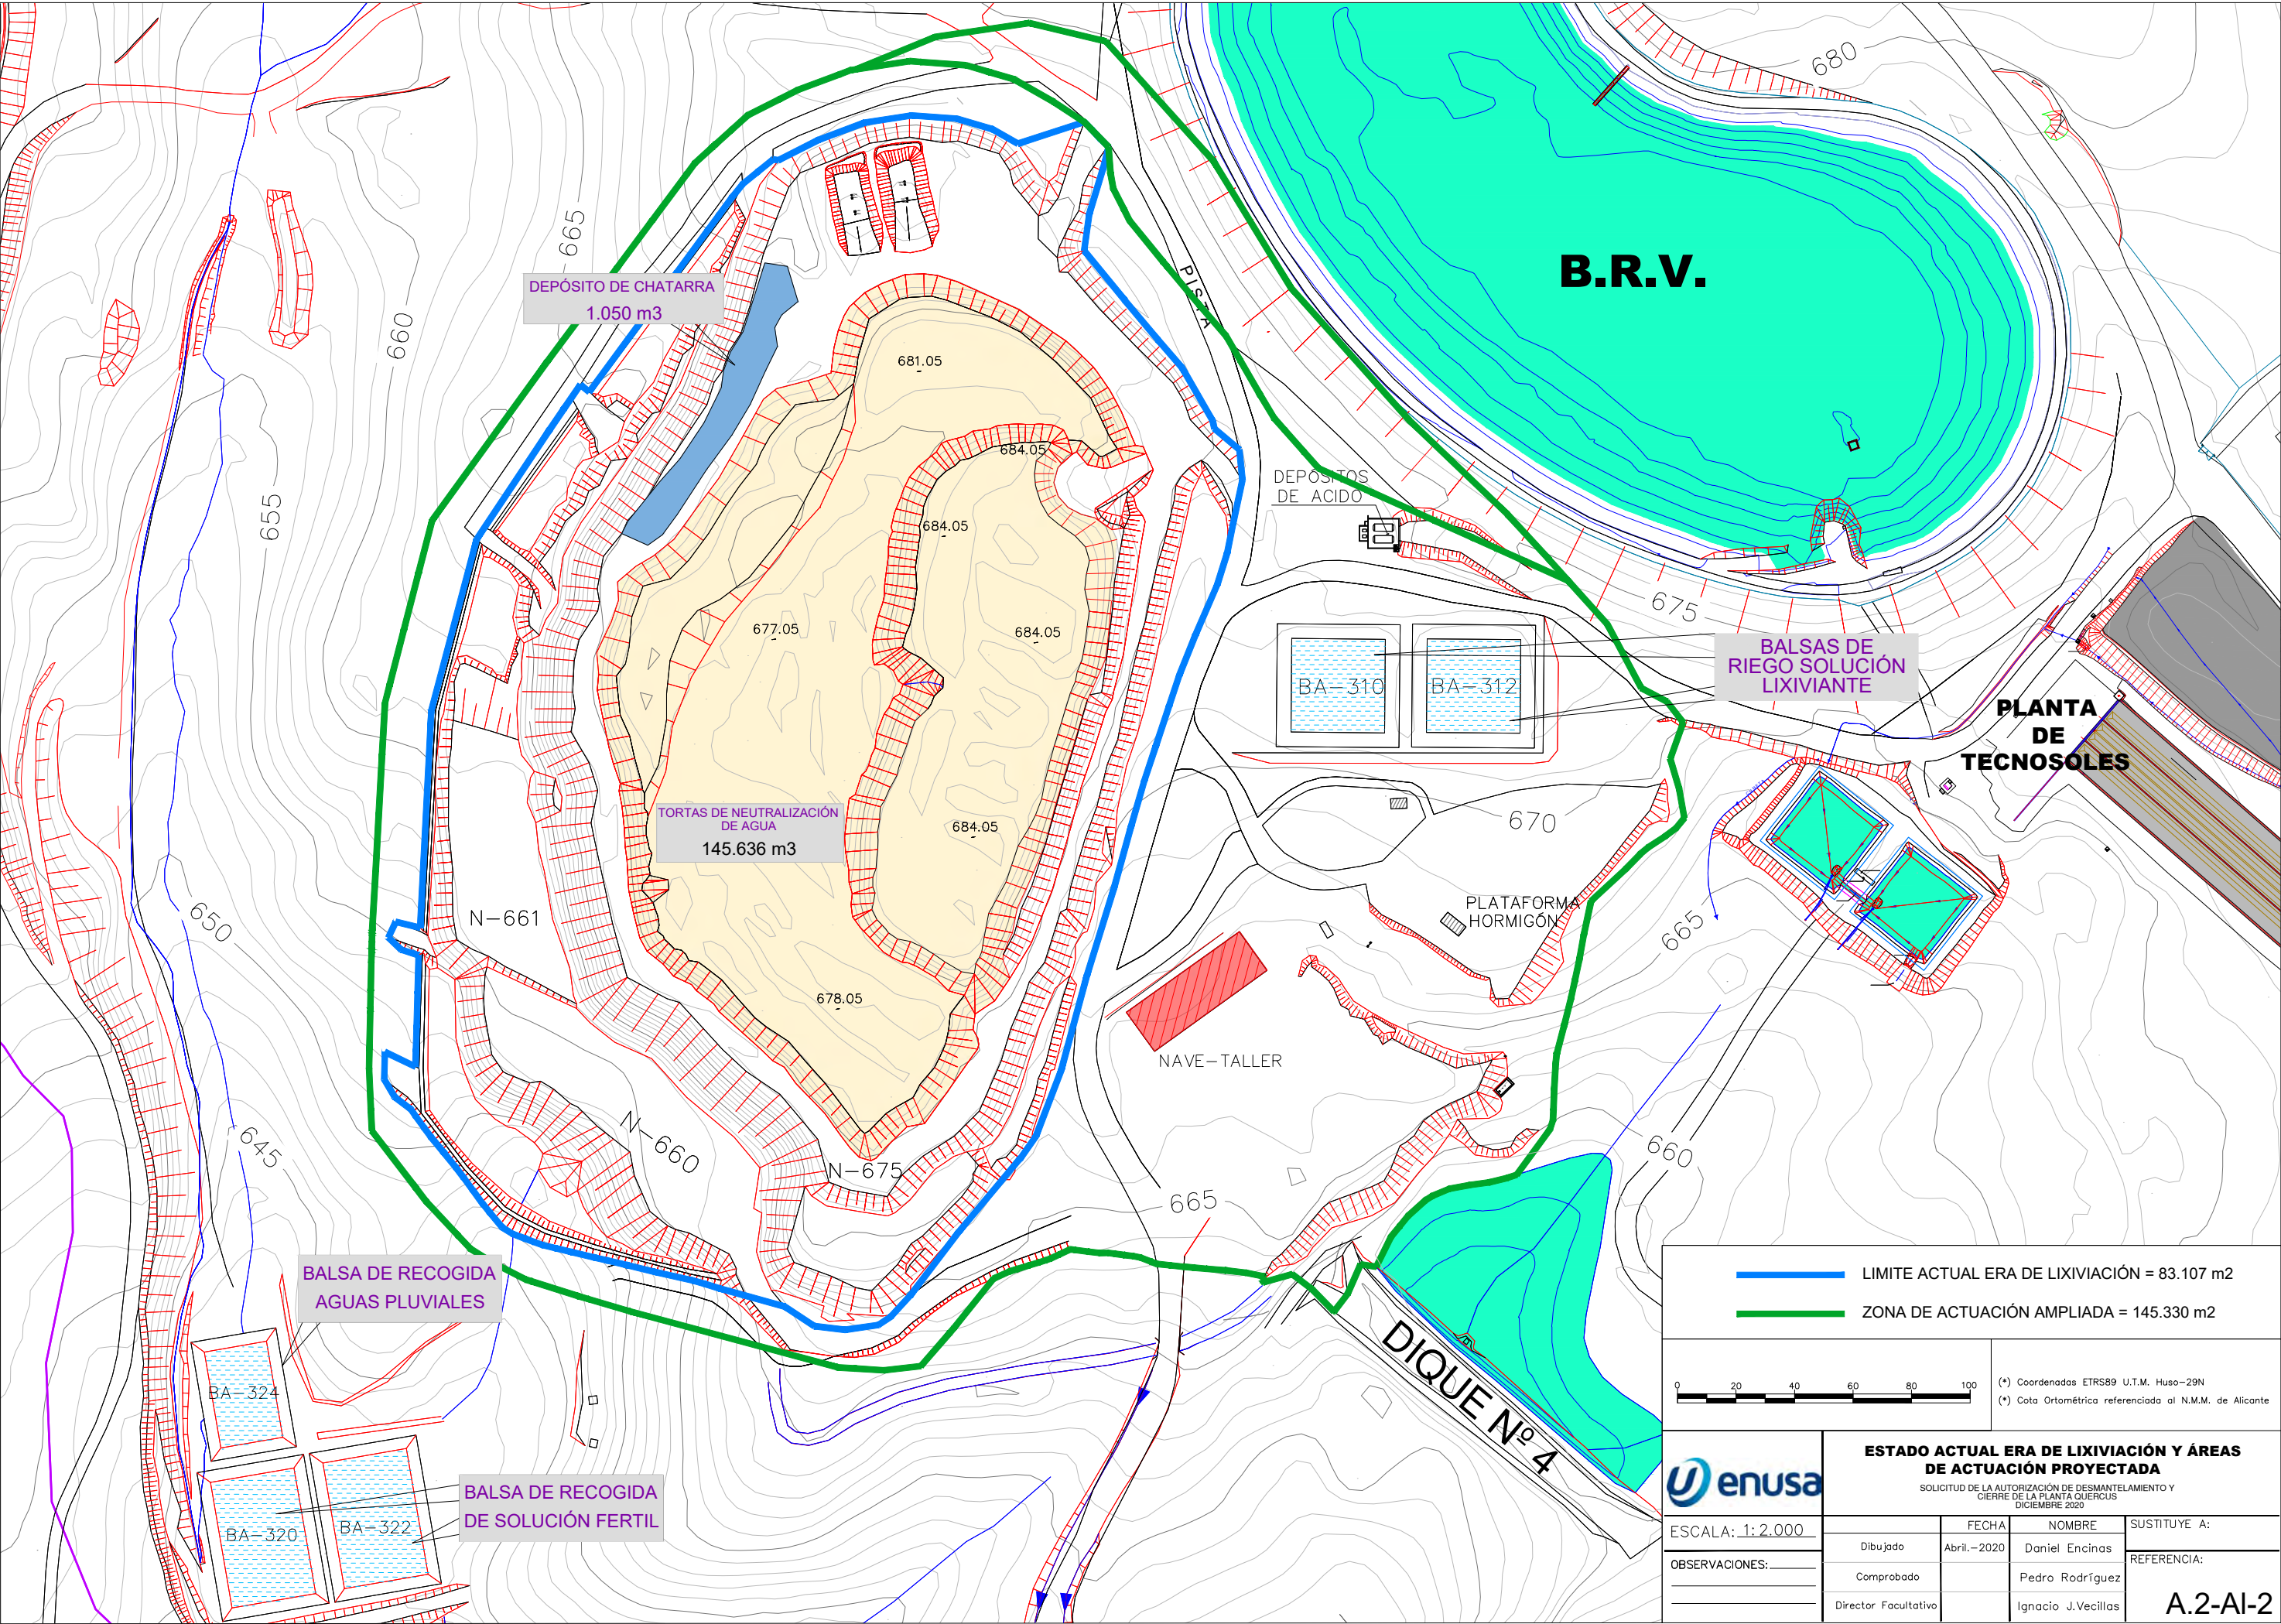 680
B.R.V.
665
DEPÓSITO DE CHATARRA
1.050 m3
PISTA
660
681.05
684.05
655
DEPOSITOS
DE ACIDO
684.05
675
677.05
684.05
BALSAS DE
RIEGO SOLUCIÓN
LIXIVIANTE
BA-310
BA-312
PLANTA
DE
TECNOSOLES
TORTAS DE NEUTRALIZACIÓN
DE AGUA
145.636 m3
684.05
670
N-661
650
PLATAFORMA
HORMIGÓN
665
678.05
NAVE-TALLER
645
N-660
N-675
660
665
BALSA DE RECOGIDA
AGUAS PLUVIALES
BA-324
DIQUE Nº 4
BALSA DE RECOGIDA
DE SOLUCIÓN FERTIL
BA-320
BA-322
LIMITE ACTUAL ERA DE LIXIVIACIÓN = 83.107 m2
ZONA DE ACTUACIÓN AMPLIADA = 145.330 m2
0 20 40 60 80 100
(*) Coordenadas ETRS89 U.T.M. Huso-29N
(*) Cota Ortométrica referenciada al N.M.M. de Alicante
enusa
ESTADO ACTUAL ERA DE LIXIVIACIÓN Y ÁREAS
DE ACTUACIÓN PROYECTADA
SOLICITUD DE LA AUTORIZACIÓN DE DESMANTELAMIENTO Y
CIERRE DE LA PLANTA QUERCUS
DICIEMBRE 2020
ESCALA: 1:2.000
OBSERVACIONES:
FECHA NOMBRE
Dibujado Abril.-2020 Daniel Encinas
Comprobado Pedro Rodríguez
Director Facultativo Ignacio J.Vecillas
SUSTITUYE A:
REFERENCIA:
A.2-AI-2